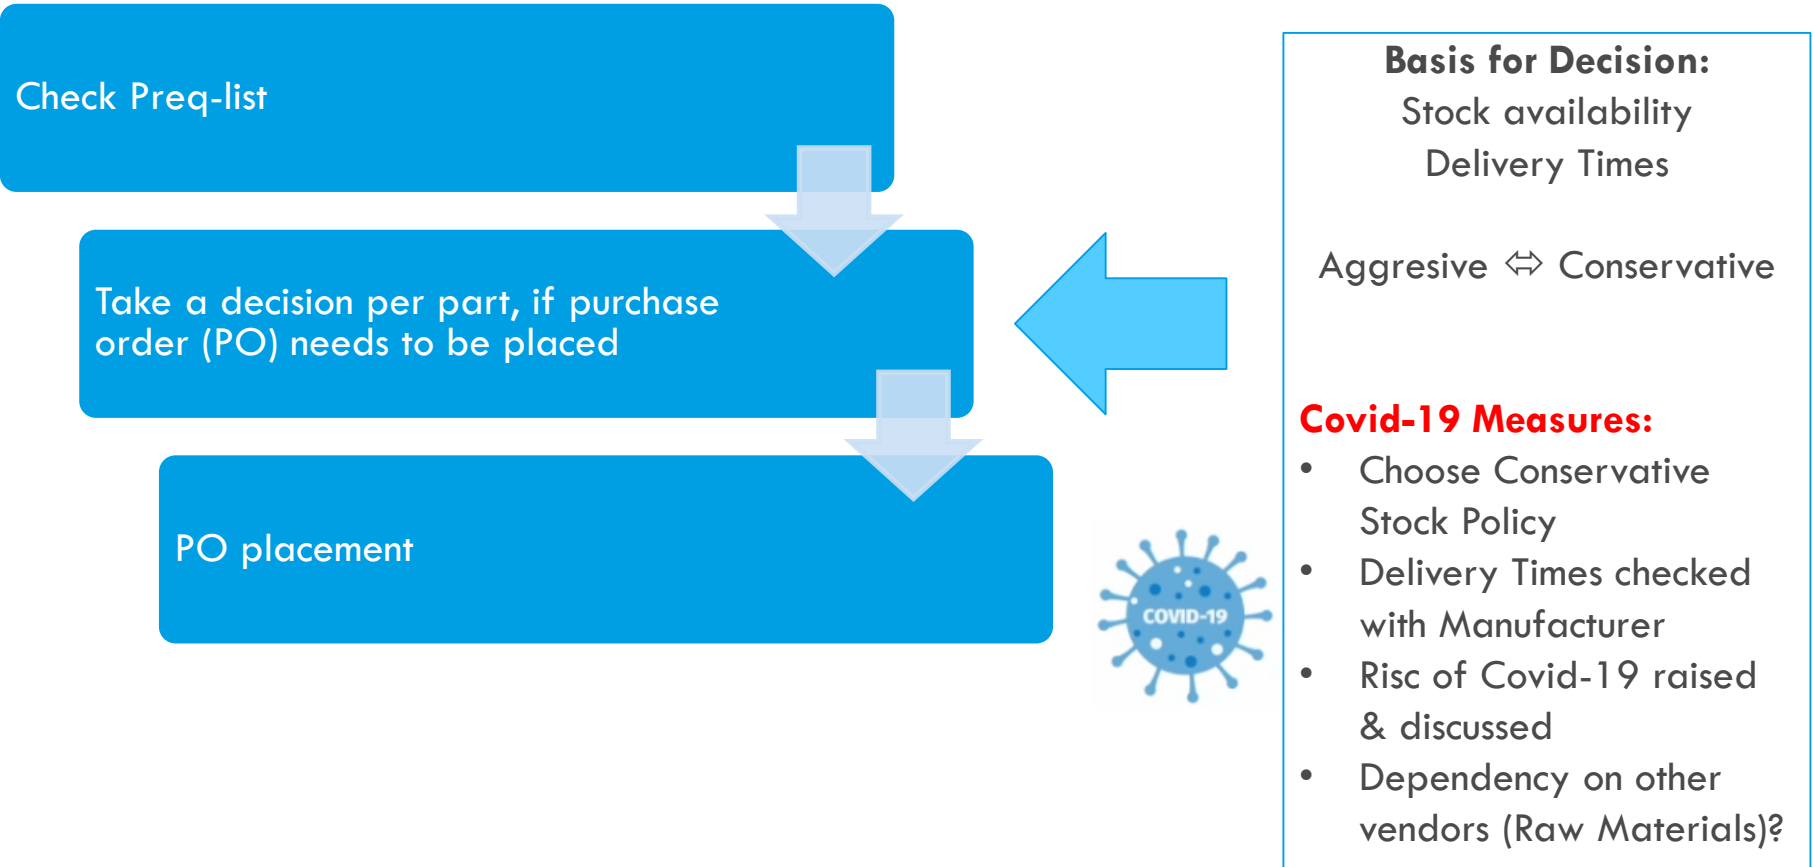 Check Preq-list
Take a decision per part, if purchase
order (PO) needs to be placed
PO placement
COVID-19
Basis for Decision:
Stock availability
Delivery Times
Aggresive ⬄ Conservative
Covid-19 Measures:
• Choose Conservative
Stock Policy
• Delivery Times checked
with Manufacturer
• Risc of Covid-19 raised
& discussed
• Dependency on other
vendors (Raw Materials)?